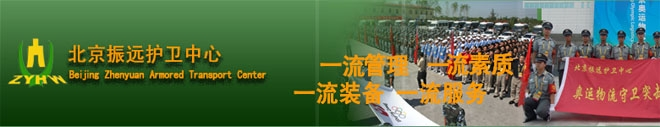 北京振远护卫中心
ZYHW
Beijing Zhenyuan Armored Transport Center
一流管理 一流素质
一流装备 一流服务
北京振远护卫中心
奥运物流守卫突击